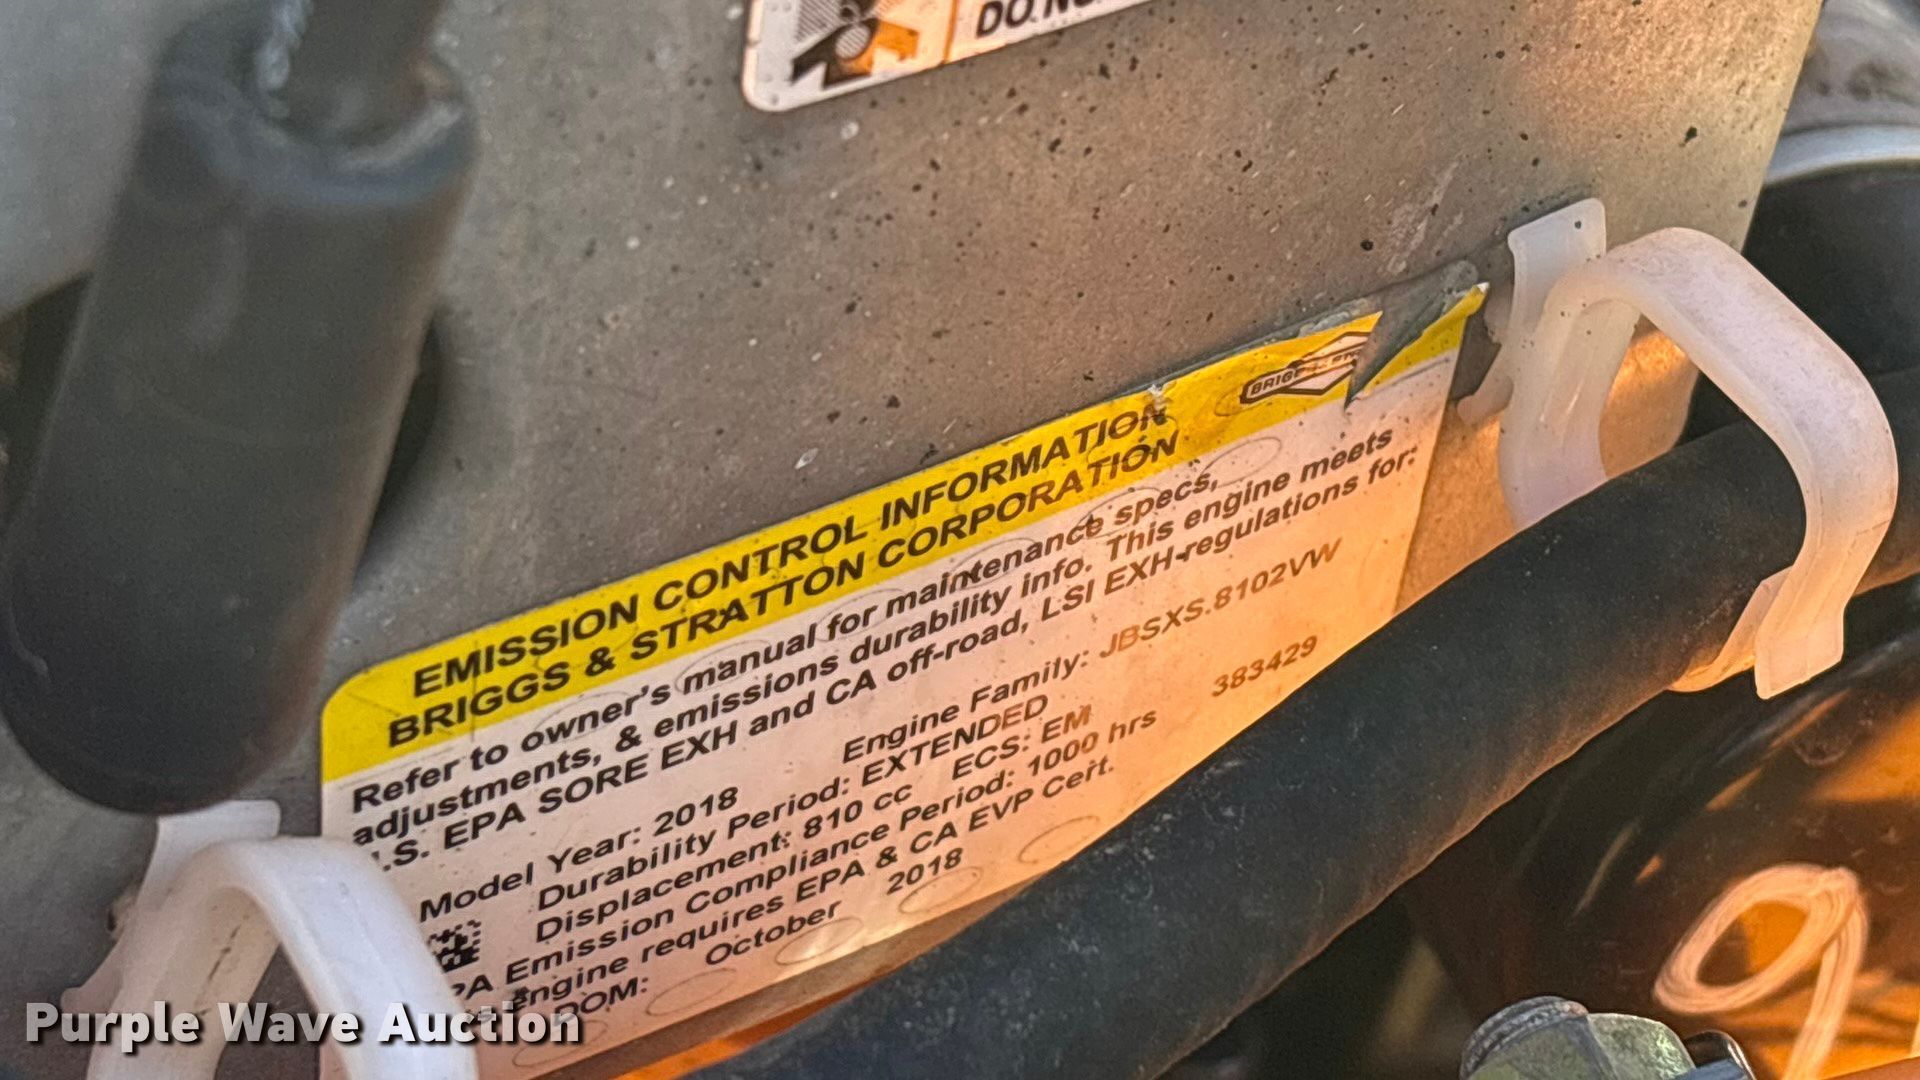 DO NO
BRIGGS
EMISSION CONTROL INFORMATION
BRIGGS & STRATTON CORPORATION
Refer to owner's manual for maintenance specs,
adjustments, & emissions durability info. This engine meets
.S. EPA SORE EXH and CA off-road, LSI EXH-regulations for:
Model Year: 2018 Engine Family: JBSXS.8102VW
Durability Period: EXTENDED 383429
Displacement: 810 cc ECS: EM
PA Emission Compliance Period: 1000 hrs
engine requires EPA & CA EVP Cert.
DOM: October 2018
Purple Wave Auction